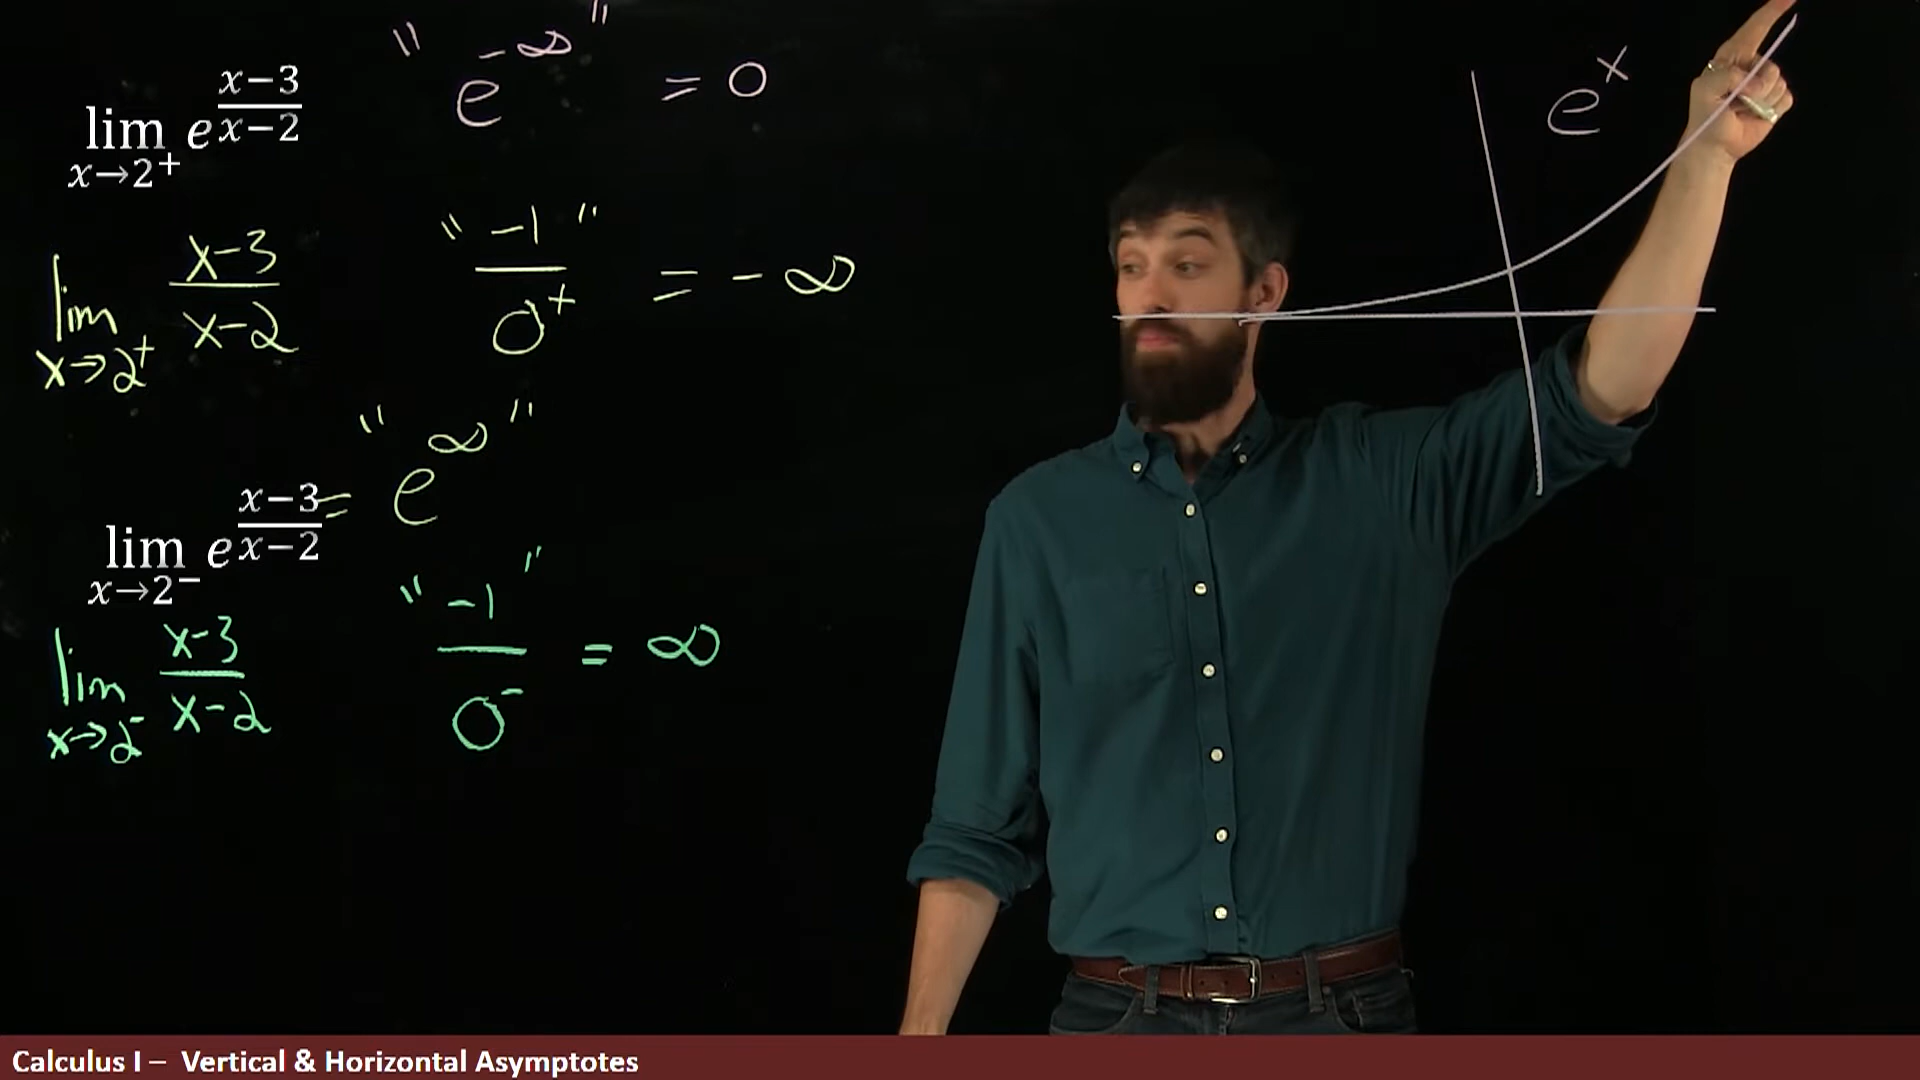 lim x→2⁺ e^((x−3)/(x−2)) "e^(−∞)" = 0
lim x→2⁺ (x−3)/(x−2) "−1/0⁺" = −∞
lim x→2⁻ e^((x−3)/(x−2)) = "e^∞"
lim x→2⁻ (x−3)/(x−2) "−1/0⁻" = ∞
e^x
Calculus I – Vertical & Horizontal Asymptotes